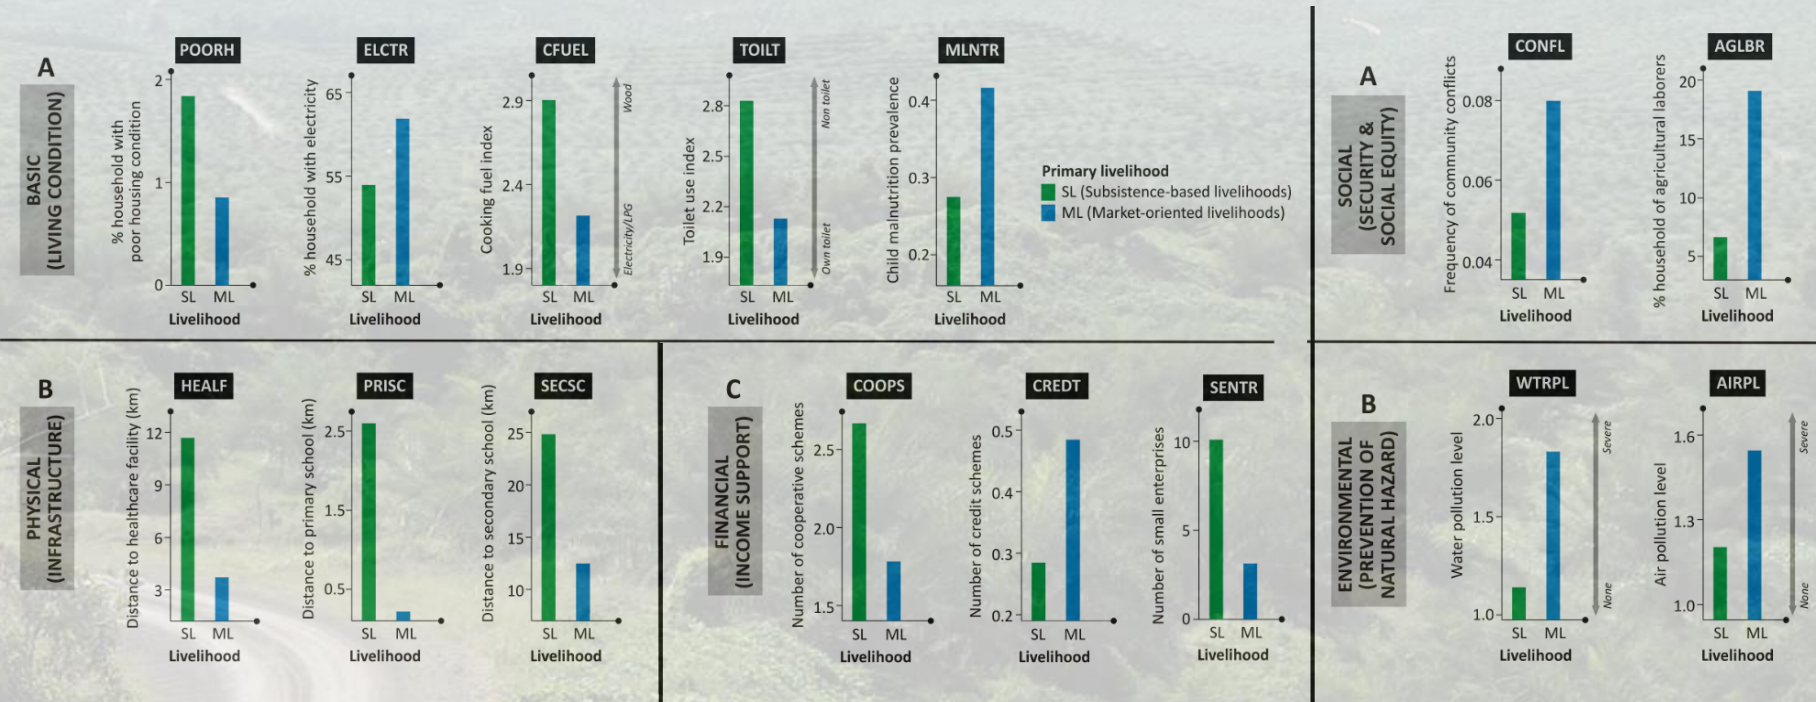 A
BASIC
(LIVING CONDITION)
POORH
% household with
poor housing condition
2
1
0
SL ML
Livelihood
ELCTR
% household with electricity
65
55
45
SL ML
Livelihood
CFUEL
Cooking fuel index
2.9
2.4
1.9
Wood
Electricity/LPG
SL ML
Livelihood
TOILT
Toilet use index
2.8
2.5
2.2
1.9
Non toilet
Own toilet
SL ML
Livelihood
MLNTR
Child malnutrition prevalence
0.4
0.3
0.2
SL ML
Livelihood
Primary livelihood
SL (Subsistence-based livelihoods)
ML (Market-oriented livelihoods)
A
SOCIAL
(SECURITY &
SOCIAL EQUITY)
CONFL
Frequency of community conflicts
0.08
0.06
0.04
SL ML
Livelihood
AGLBR
% household of agricultural laborers
20
15
10
5
SL ML
Livelihood
B
PHYSICAL
(INFRASTRUCTURE)
HEALF
Distance to healthcare facility (km)
12
9
6
3
SL ML
Livelihood
PRISC
Distance to primary school (km)
2.5
1.5
0.5
SL ML
Livelihood
SECSC
Distance to secondary school (km)
25
20
15
10
SL ML
Livelihood
C
FINANCIAL
(INCOME SUPPORT)
COOPS
Number of cooperative schemes
2.5
2.0
1.5
SL ML
Livelihood
CREDT
Number of credit schemes
0.5
0.4
0.3
0.2
SL ML
Livelihood
SENTR
Number of small enterprises
10
5
0
SL ML
Livelihood
B
ENVIRONMENTAL
(PREVENTION OF
NATURAL HAZARD)
WTRPL
Water pollution level
2.0
1.5
1.0
Severe
None
SL ML
Livelihood
AIRPL
Air pollution level
1.6
1.3
1.0
Severe
None
SL ML
Livelihood